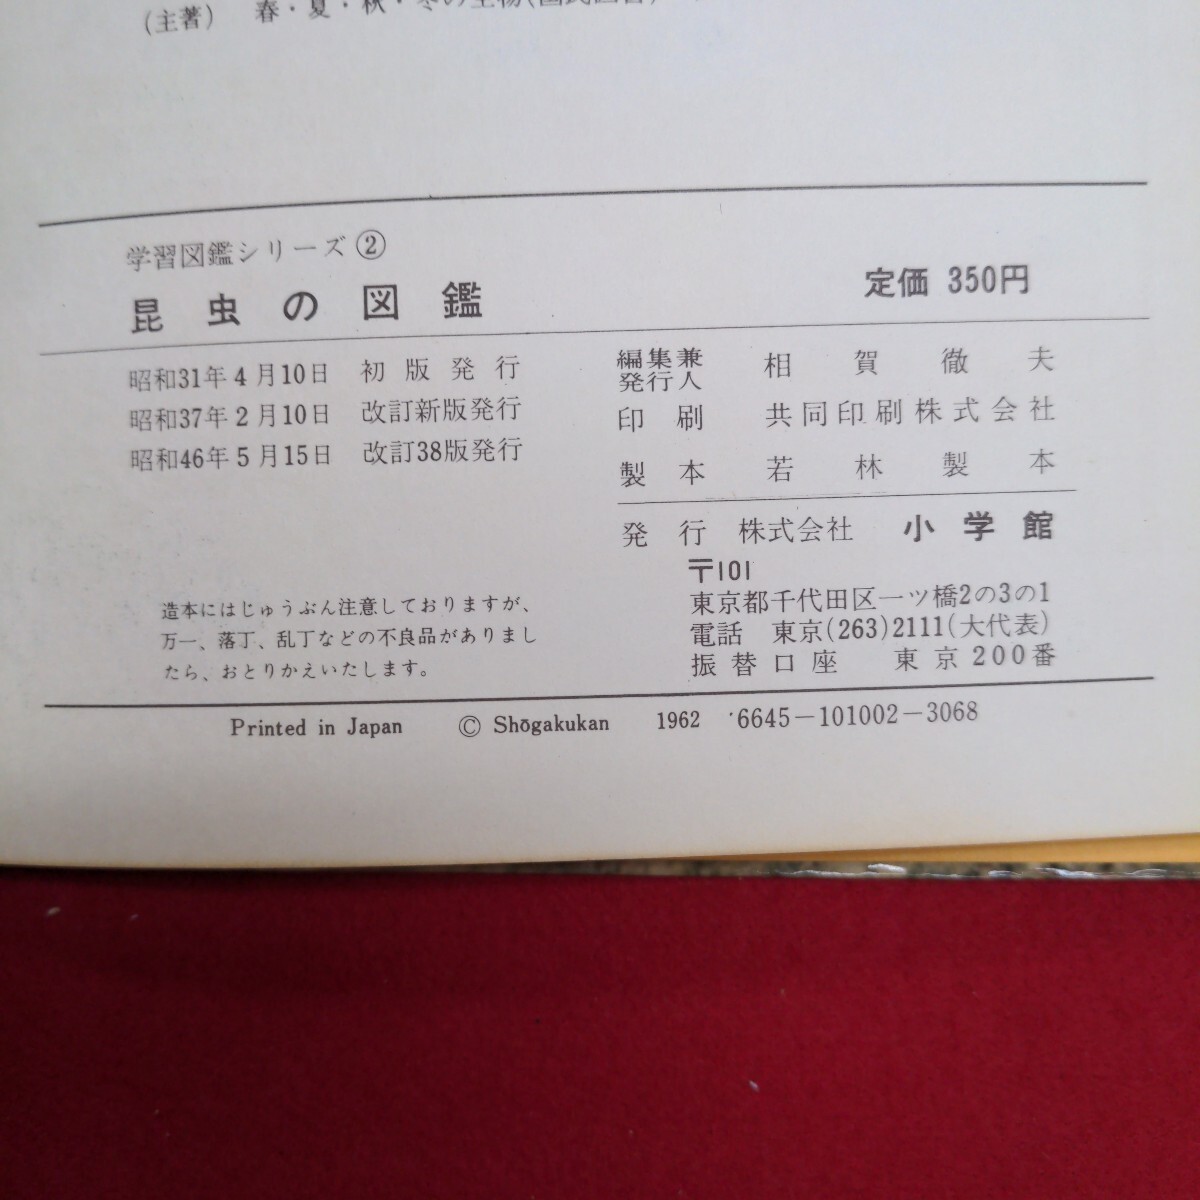 (主著) 春・夏・秋・冬の生物
学習図鑑シリーズ②
昆虫の図鑑
定価 350円
昭和31年4月10日 初版発行
昭和37年2月10日 改訂新版発行
昭和46年5月15日 改訂38版発行
編集兼発行人 相賀徹夫
印刷 共同印刷株式会社
製本 若林製本
発行 株式会社 小学館
〒101
東京都千代田区一ツ橋2の3の1
電話 東京(263)2111(大代表)
振替口座 東京200番
造本にはじゅうぶん注意しておりますが、
万一、落丁、乱丁などの不良品がありまし
たら、おとりかえいたします。
Printed in Japan © Shōgakukan 1962 6645-101002-3068